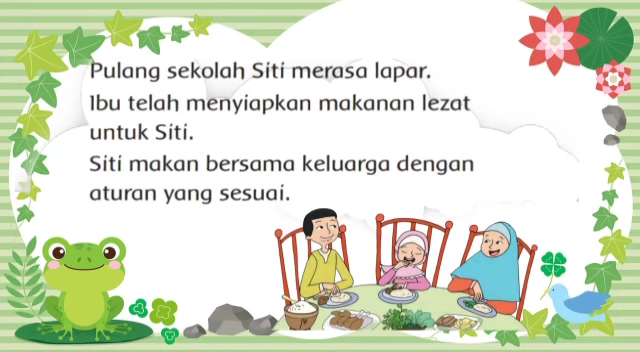 Pulang sekolah Siti merasa lapar.
Ibu telah menyiapkan makanan lezat
untuk Siti.
Siti makan bersama keluarga dengan
aturan yang sesuai.